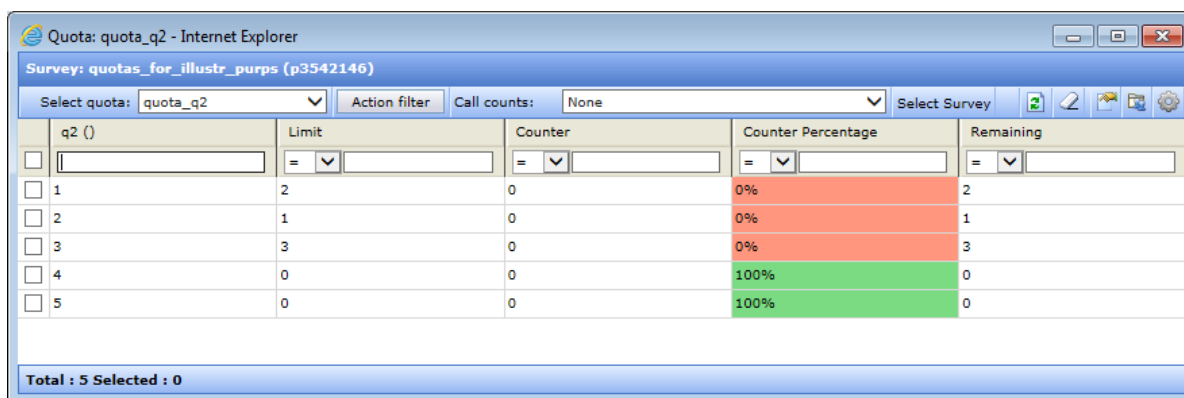 Quota: quota_q2 - Internet Explorer
Survey: quotas_for_illustr_purps (p3542146)
Select quota: quota_q2 Action filter Call counts: None Select Survey
q2 () Limit Counter Counter Percentage Remaining
= = = =
1 2 0 0% 2
2 1 0 0% 1
3 3 0 0% 3
4 0 0 100% 0
5 0 0 100% 0
Total : 5 Selected : 0